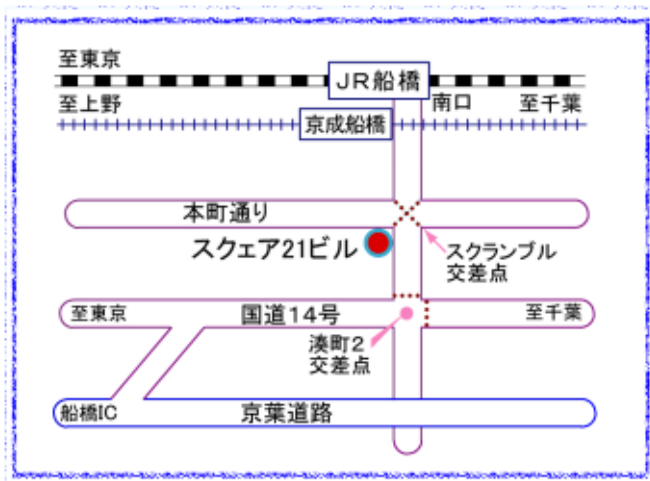 至東京
JR船橋
至上野
南口
至千葉
京成船橋
本町通り
スクェア21ビル
スクランブル
交差点
至東京
国道14号
至千葉
湊町2
交差点
船橋IC
京葉道路